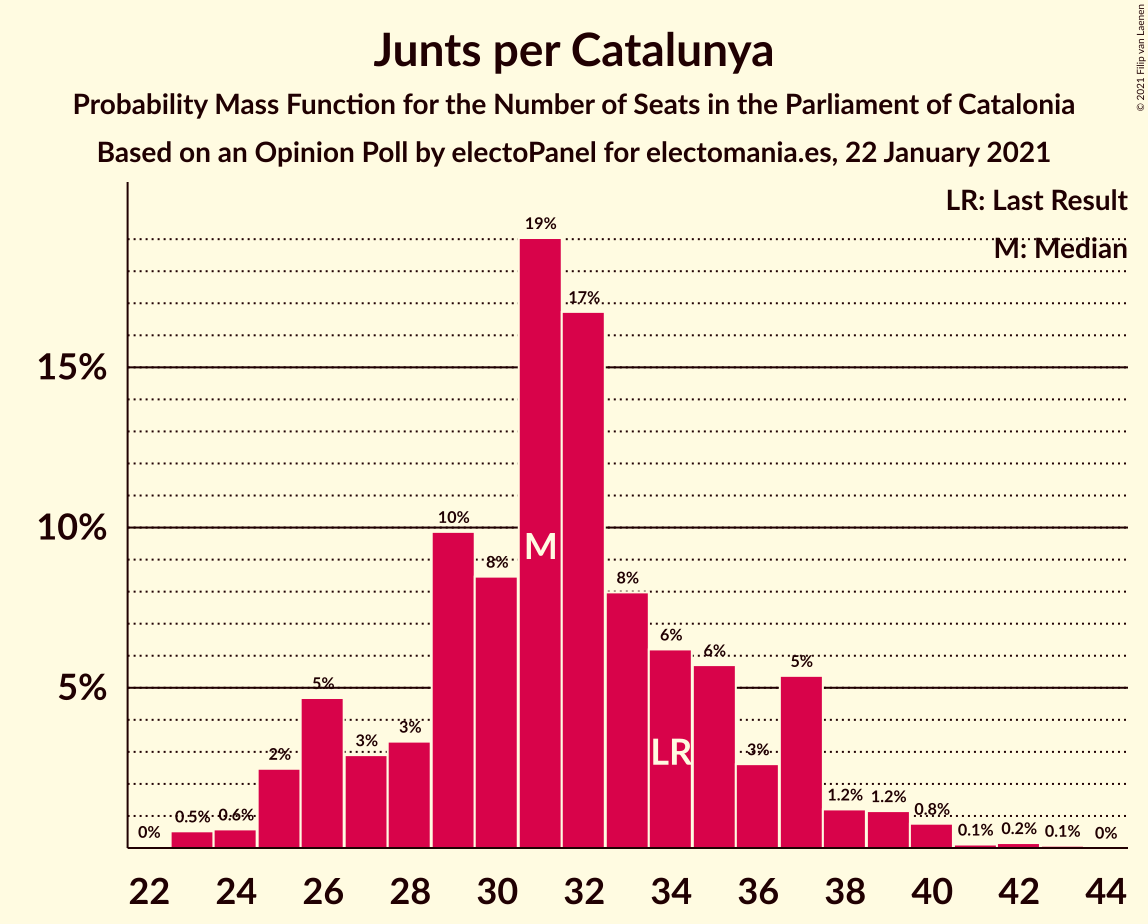 Junts per Catalunya
Probability Mass Function for the Number of Seats in the Parliament of Catalonia
Based on an Opinion Poll by electoPanel for electomania.es, 22 January 2021
© 2021 Filip van Laenen
LR: Last Result
M: Median
15%
10%
5%
0%
0.5%
0.6%
2%
5%
3%
3%
10%
8%
19%
17%
8%
6%
6%
3%
5%
1.2%
1.2%
0.8%
0.1%
0.2%
0.1%
0%
M
LR
22 24 26 28 30 32 34 36 38 40 42 44